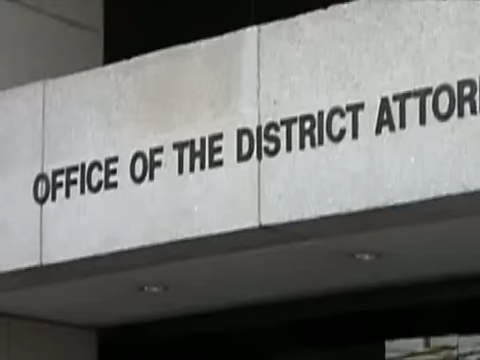 OFFICE OF THE DISTRICT ATTOR